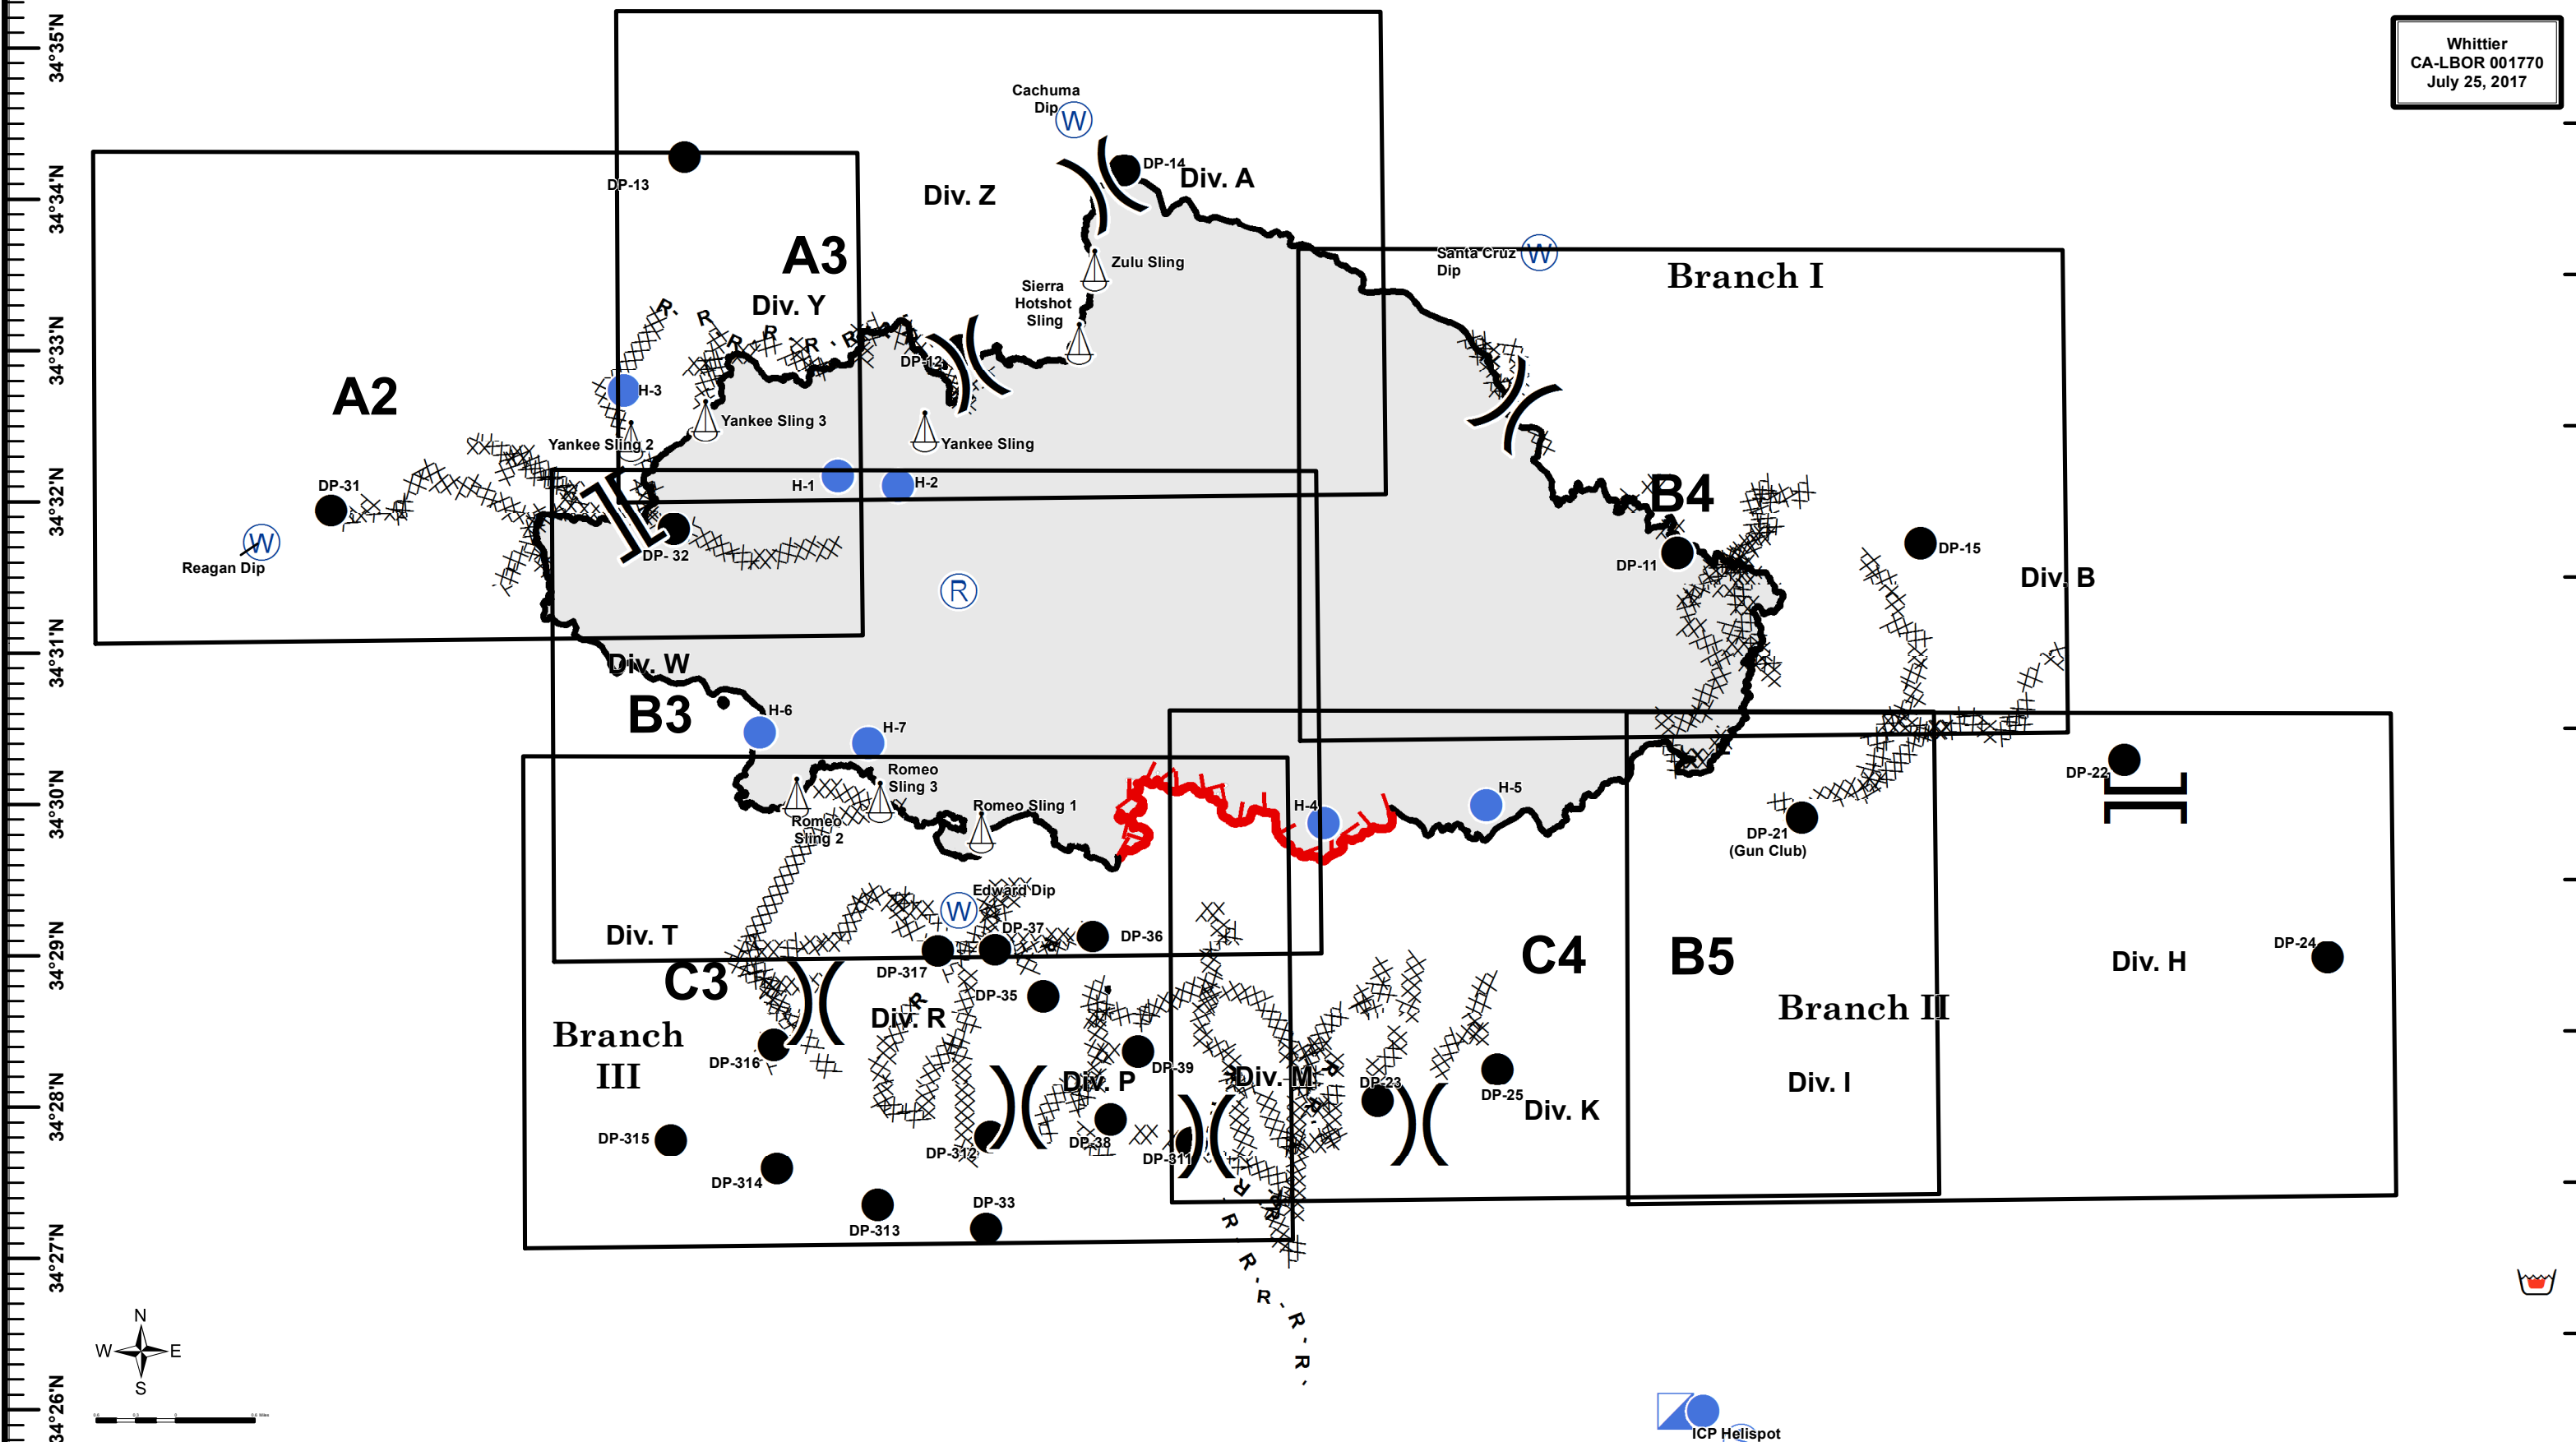 Whittier
CA-LBOR 001770
July 25, 2017
34°35'N
34°34'N
34°33'N
34°32'N
34°31'N
34°30'N
34°29'N
34°28'N
34°27'N
34°26'N
Cachuma
Dip
W
DP-14
Div. A
DP-13
Div. Z
A3
Zulu Sling
Santa Cruz
Dip
W
Branch I
Sierra
Hotshot
Sling
Div. Y
R
R
R
R
R
R
DP-12
A2
H-3
Yankee Sling 3
Yankee Sling 2
Yankee Sling
DP-31
H-1
H-2
B4
W
Reagan Dip
DP- 32
DP-11
DP-15
Div. B
R
Div. W
B3
H-6
H-7
Romeo
Sling 3
Romeo Sling 1
Romeo
Sling 2
H-4
H-5
DP-22
DP-21
(Gun Club)
Edward Dip
W
DP-37
DP-36
Div. T
DP-317
C3
C4
B5
Div. H
DP-24
DP-35
R
R
Div. R
Branch
III
Branch II
DP-316
DP-39
Div. P
Div. M
R
R
DP-23
DP-25
Div. K
Div. I
DP-315
DP-312
DP-38
DP-311
DP-314
DP-33
DP-313
R
R
R
R
R
R
R
N
W
E
S
ICP Helispot